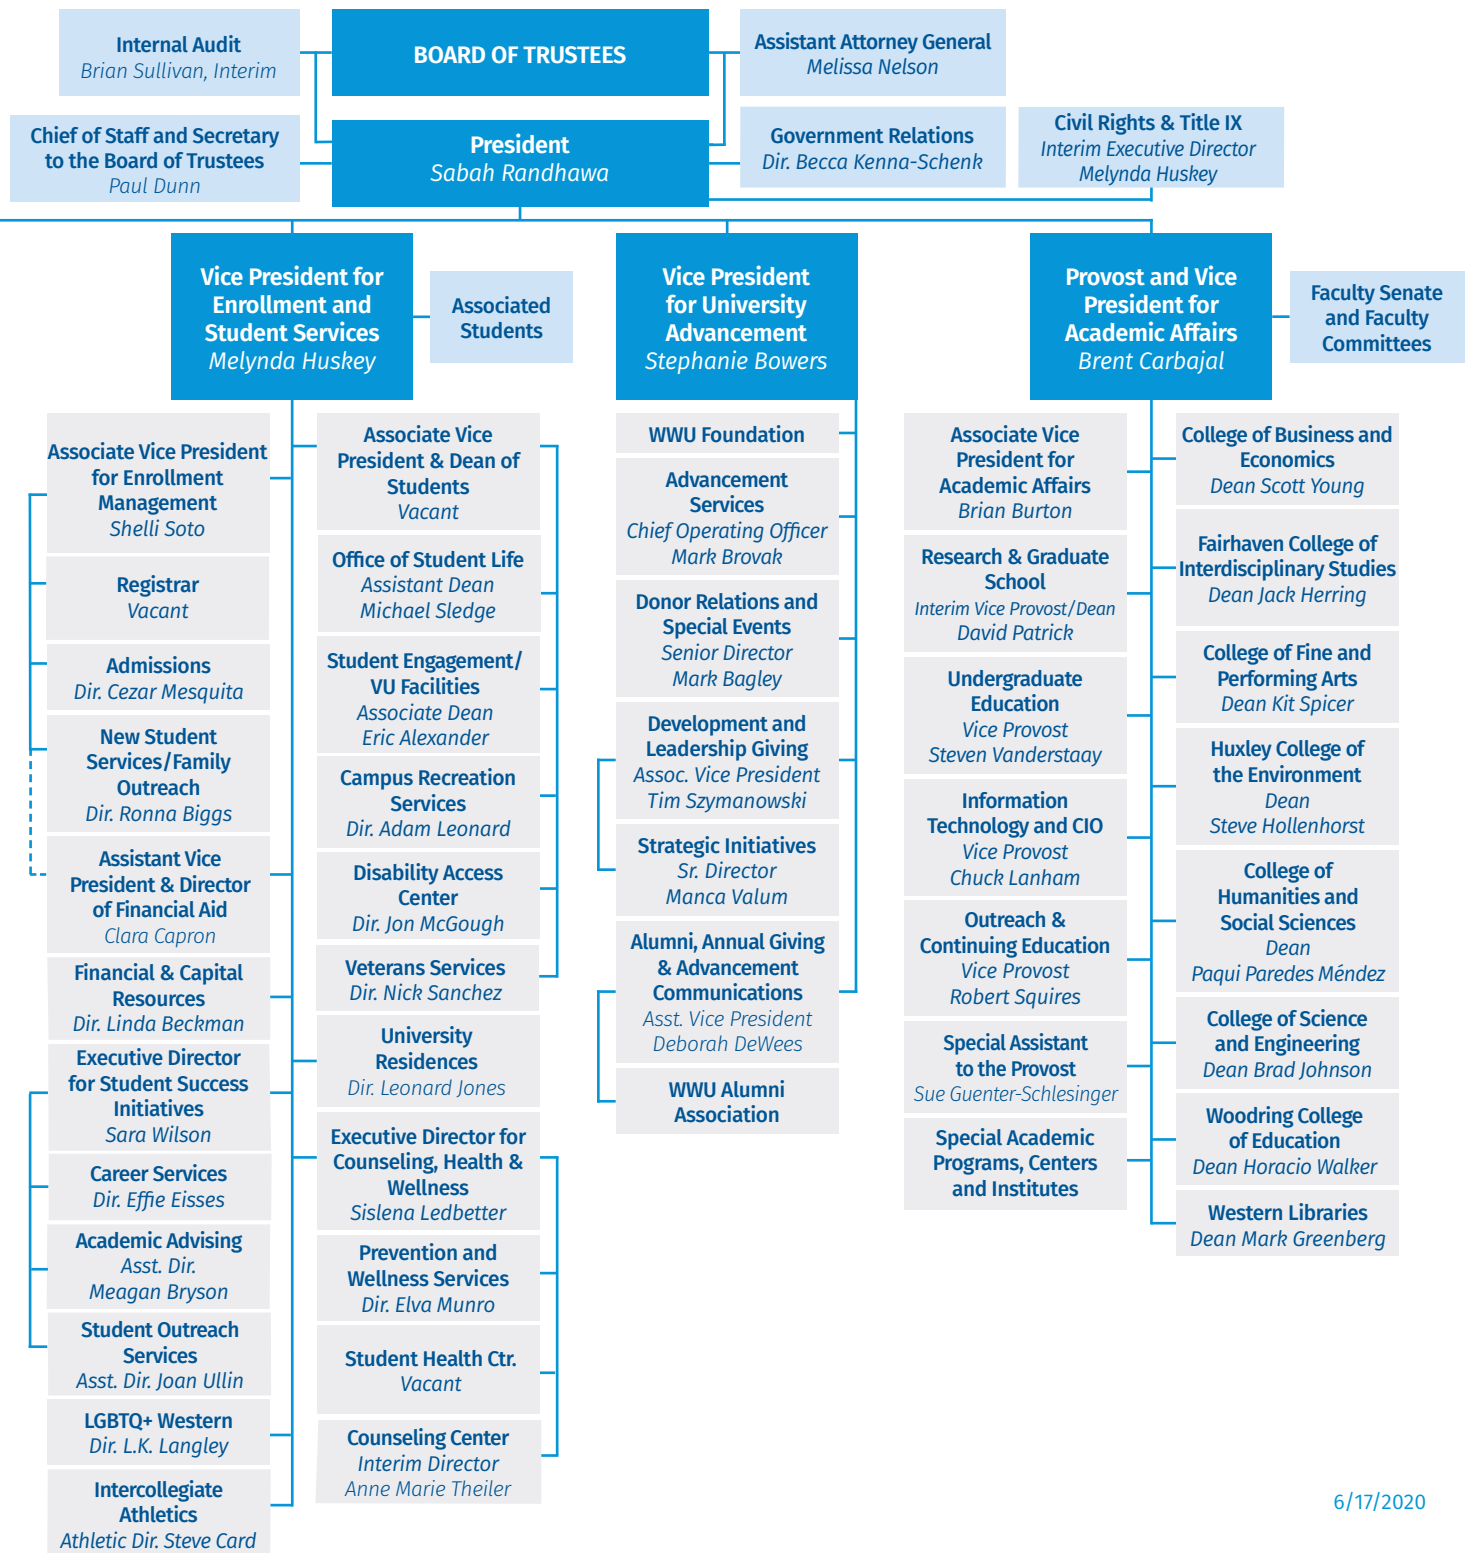 Internal Audit
Brian Sullivan, Interim
BOARD OF TRUSTEES
Assistant Attorney General
Melissa Nelson
Chief of Staff and Secretary
to the Board of Trustees
Paul Dunn
President
Sabah Randhawa
Government Relations
Dir. Becca Kenna-Schenk
Civil Rights & Title IX
Interim Executive Director
Melynda Huskey
Vice President for
Enrollment and
Student Services
Melynda Huskey
Associated
Students
Vice President
for University
Advancement
Stephanie Bowers
Provost and Vice
President for
Academic Affairs
Brent Carbajal
Faculty Senate
and Faculty
Committees
Associate Vice President
for Enrollment
Management
Shelli Soto
Registrar
Vacant
Admissions
Dir. Cezar Mesquita
New Student
Services/Family
Outreach
Dir. Ronna Biggs
Assistant Vice
President & Director
of Financial Aid
Clara Capron
Financial & Capital
Resources
Dir. Linda Beckman
Executive Director
for Student Success
Initiatives
Sara Wilson
Career Services
Dir. Effie Eisses
Academic Advising
Asst. Dir.
Meagan Bryson
Student Outreach
Services
Asst. Dir. Joan Ullin
LGBTQ+ Western
Dir. L.K. Langley
Intercollegiate
Athletics
Athletic Dir. Steve Card
Associate Vice
President & Dean of
Students
Vacant
Office of Student Life
Assistant Dean
Michael Sledge
Student Engagement/
VU Facilities
Associate Dean
Eric Alexander
Campus Recreation
Services
Dir. Adam Leonard
Disability Access
Center
Dir. Jon McGough
Veterans Services
Dir. Nick Sanchez
University
Residences
Dir. Leonard Jones
Executive Director for
Counseling, Health &
Wellness
Sislena Ledbetter
Prevention and
Wellness Services
Dir. Elva Munro
Student Health Ctr.
Vacant
Counseling Center
Interim Director
Anne Marie Theiler
WWU Foundation
Advancement
Services
Chief Operating Officer
Mark Brovak
Donor Relations and
Special Events
Senior Director
Mark Bagley
Development and
Leadership Giving
Assoc. Vice President
Tim Szymanowski
Strategic Initiatives
Sr. Director
Manca Valum
Alumni, Annual Giving
& Advancement
Communications
Asst. Vice President
Deborah DeWees
WWU Alumni
Association
Associate Vice
President for
Academic Affairs
Brian Burton
Research & Graduate
School
Interim Vice Provost/Dean
David Patrick
Undergraduate
Education
Vice Provost
Steven Vanderstaay
Information
Technology and CIO
Vice Provost
Chuck Lanham
Outreach &
Continuing Education
Vice Provost
Robert Squires
Special Assistant
to the Provost
Sue Guenter-Schlesinger
Special Academic
Programs, Centers
and Institutes
College of Business and
Economics
Dean Scott Young
Fairhaven College of
Interdisciplinary Studies
Dean Jack Herring
College of Fine and
Performing Arts
Dean Kit Spicer
Huxley College of
the Environment
Dean
Steve Hollenhorst
College of
Humanities and
Social Sciences
Dean
Paqui Paredes Méndez
College of Science
and Engineering
Dean Brad Johnson
Woodring College
of Education
Dean Horacio Walker
Western Libraries
Dean Mark Greenberg
6/17/2020